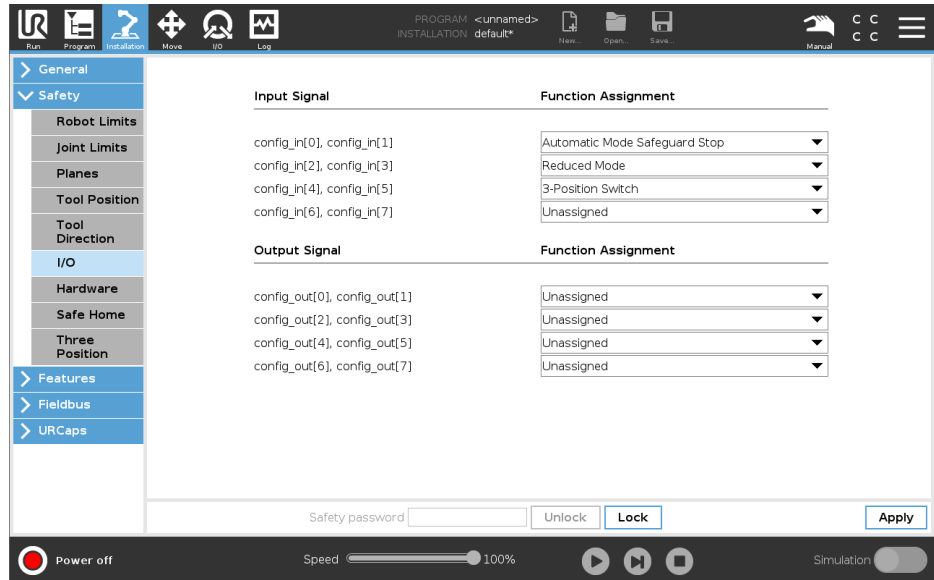 UR
PROGRAM <unnamed>
INSTALLATION default*
Run Program Installation Move I/O Log New... Open... Save... Manual
C C
C C
General
Safety
Robot Limits
Joint Limits
Planes
Tool Position
Tool
Direction
I/O
Hardware
Safe Home
Three
Position
Features
Fieldbus
URCaps
Input Signal Function Assignment
config_in[0], config_in[1] Automatic Mode Safeguard Stop
config_in[2], config_in[3] Reduced Mode
config_in[4], config_in[5] 3-Position Switch
config_in[6], config_in[7] Unassigned
Output Signal Function Assignment
config_out[0], config_out[1] Unassigned
config_out[2], config_out[3] Unassigned
config_out[4], config_out[5] Unassigned
config_out[6], config_out[7] Unassigned
Safety password Unlock Lock Apply
Power off Speed 100% Simulation